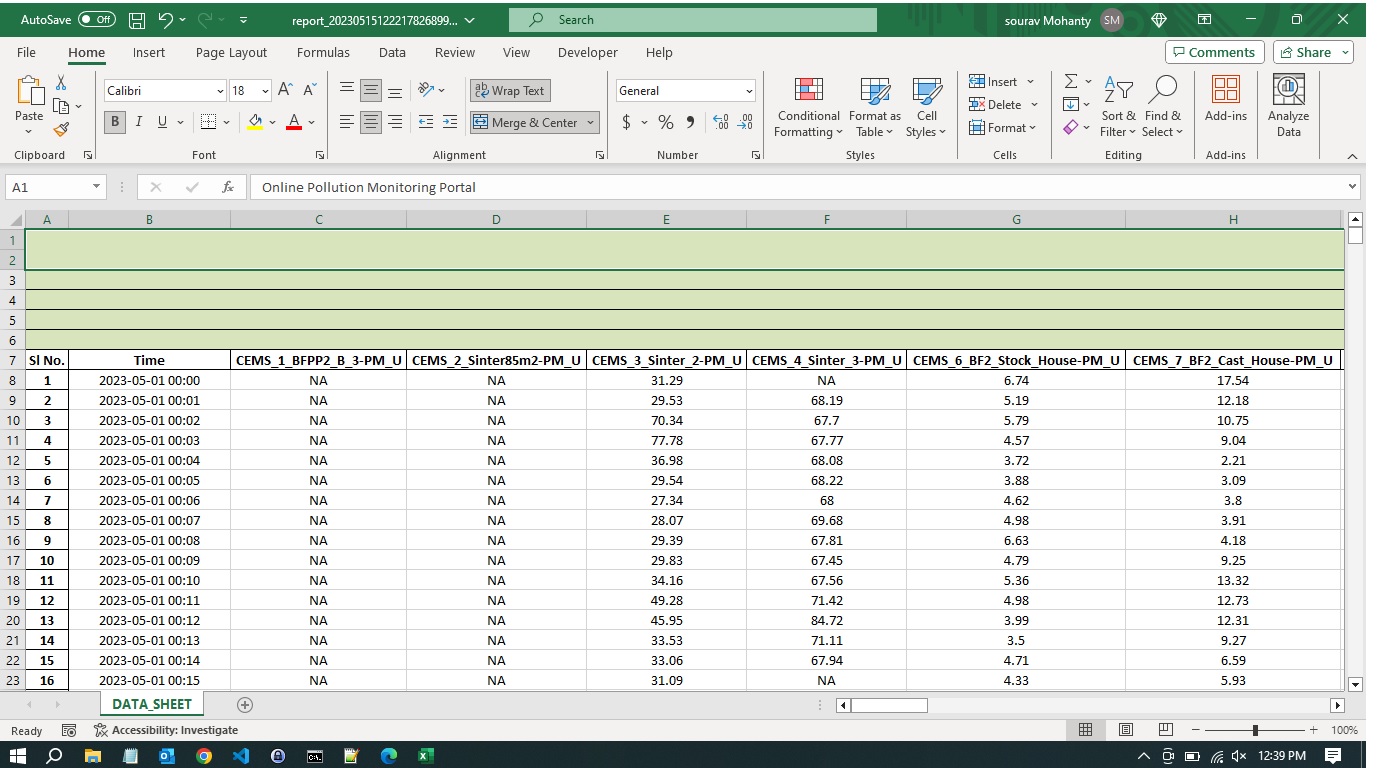 AutoSave Off report_20230515122217826899... Search sourav Mohanty SM
File Home Insert Page Layout Formulas Data Review View Developer Help Comments Share
Paste Calibri 18 A A Wrap Text General Conditional Formatting Format as Table Cell Styles Insert Sort & Filter Find & Select Add-ins Analyze Data
B I U A Merge & Center $ % Delete
Format
Clipboard Font Alignment Number Styles Cells Editing Add-ins
A1 fx Online Pollution Monitoring Portal
A B C D E F G H
1
2
3
4
5
6
7 Sl No. Time CEMS_1_BFPP2_B_3-PM_U CEMS_2_Sinter85m2-PM_U CEMS_3_Sinter_2-PM_U CEMS_4_Sinter_3-PM_U CEMS_6_BF2_Stock_House-PM_U CEMS_7_BF2_Cast_House-PM_U
8 1 2023-05-01 00:00 NA NA 31.29 NA 6.74 17.54
9 2 2023-05-01 00:01 NA NA 29.53 68.19 5.19 12.18
10 3 2023-05-01 00:02 NA NA 70.34 67.7 5.79 10.75
11 4 2023-05-01 00:03 NA NA 77.78 67.77 4.57 9.04
12 5 2023-05-01 00:04 NA NA 36.98 68.08 3.72 2.21
13 6 2023-05-01 00:05 NA NA 29.54 68.22 3.88 3.09
14 7 2023-05-01 00:06 NA NA 27.34 68 4.62 3.8
15 8 2023-05-01 00:07 NA NA 28.07 69.68 4.98 3.91
16 9 2023-05-01 00:08 NA NA 29.39 67.81 6.63 4.18
17 10 2023-05-01 00:09 NA NA 29.83 67.45 4.79 9.25
18 11 2023-05-01 00:10 NA NA 34.16 67.56 5.36 13.32
19 12 2023-05-01 00:11 NA NA 49.28 71.42 4.98 12.73
20 13 2023-05-01 00:12 NA NA 45.95 84.72 3.99 12.31
21 14 2023-05-01 00:13 NA NA 33.53 71.11 3.5 9.27
22 15 2023-05-01 00:14 NA NA 33.06 67.94 4.71 6.59
23 16 2023-05-01 00:15 NA NA 31.09 NA 4.33 5.93
DATA_SHEET
Ready Accessibility: Investigate 100%
12:39 PM